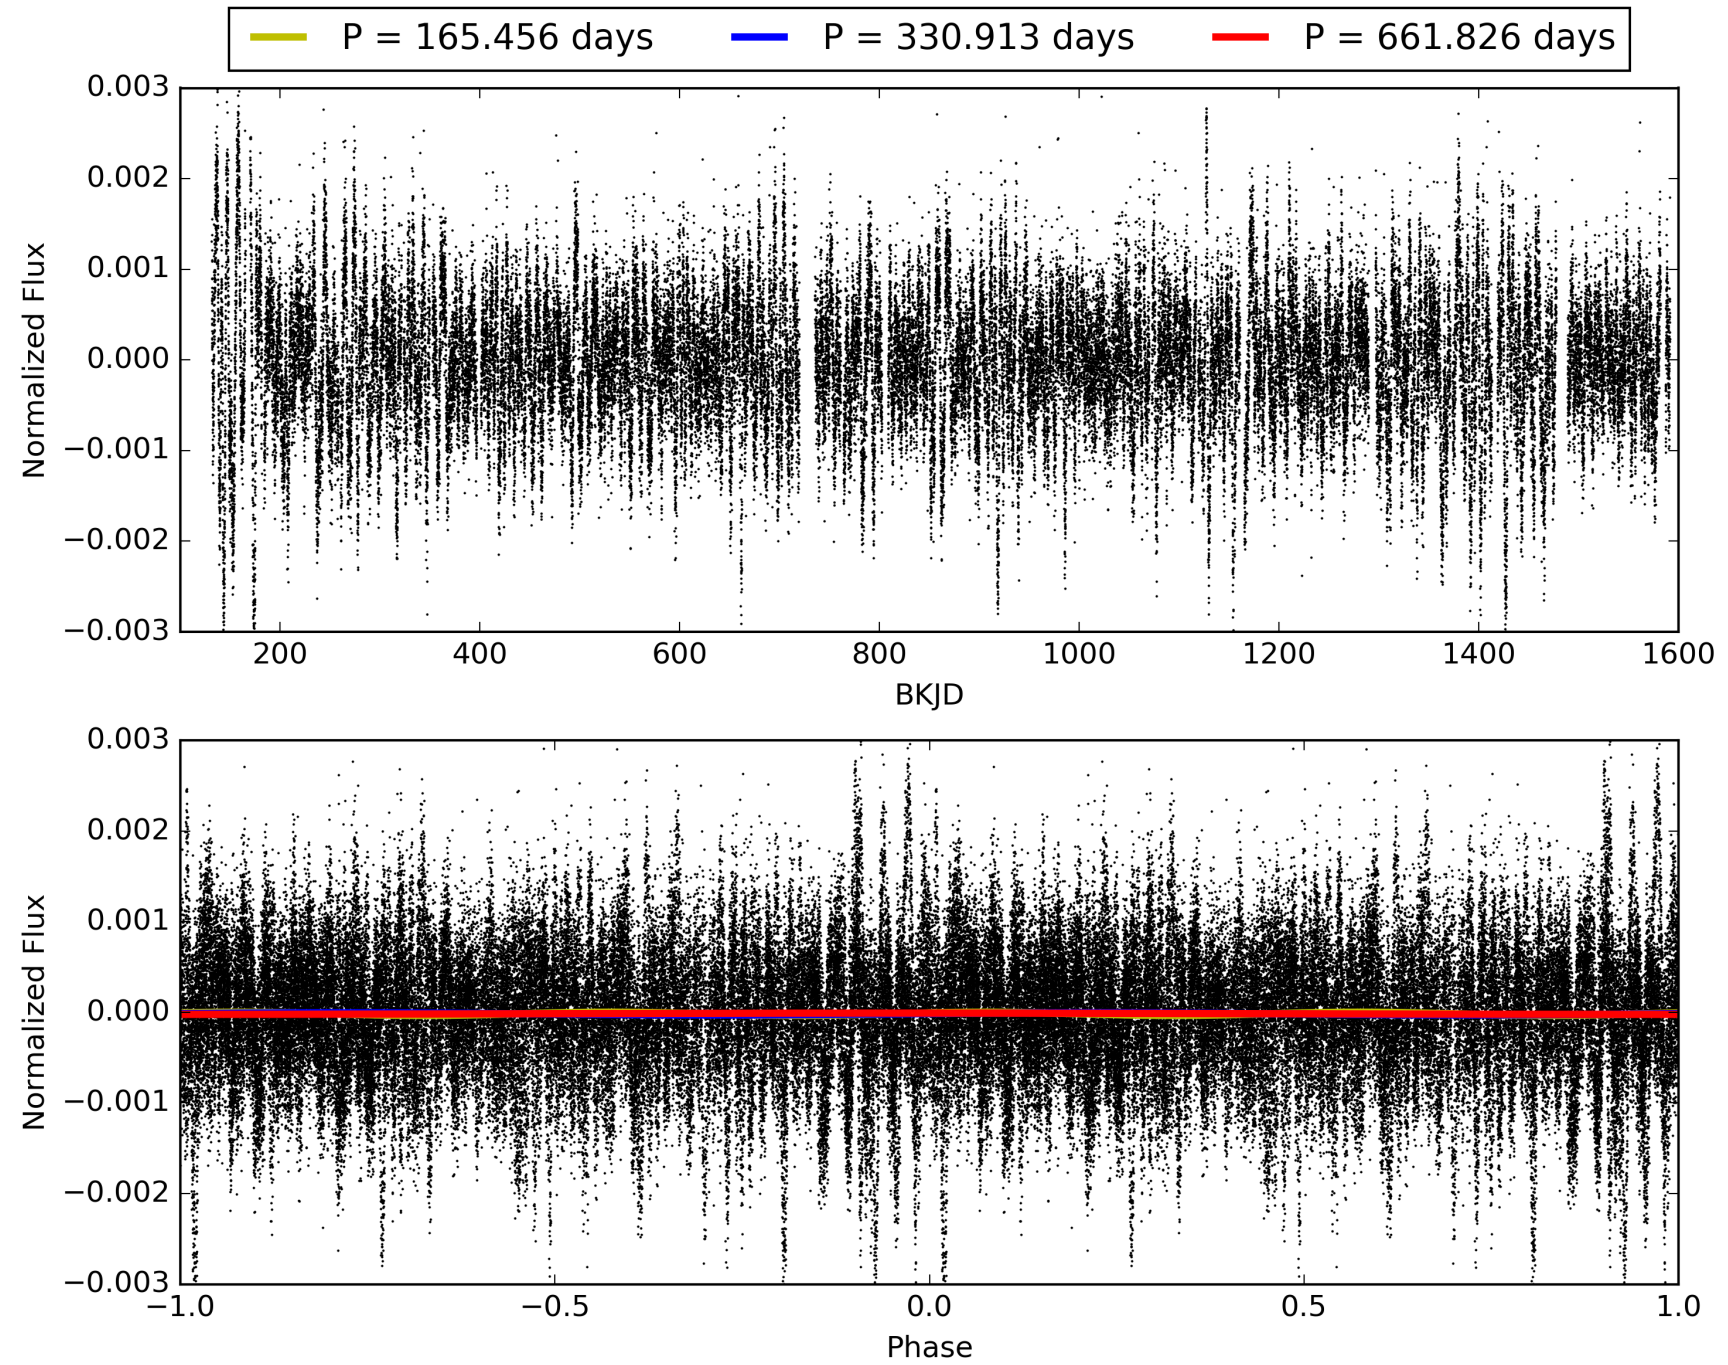 P = 165.456 days P = 330.913 days P = 661.826 days
0.003
0.002
0.001
0.000
−0.001
−0.002
−0.003
Normalized Flux
200 400 600 800 1000 1200 1400 1600
BKJD
0.003
0.002
0.001
0.000
−0.001
−0.002
−0.003
Normalized Flux
−1.0 −0.5 0.0 0.5 1.0
Phase